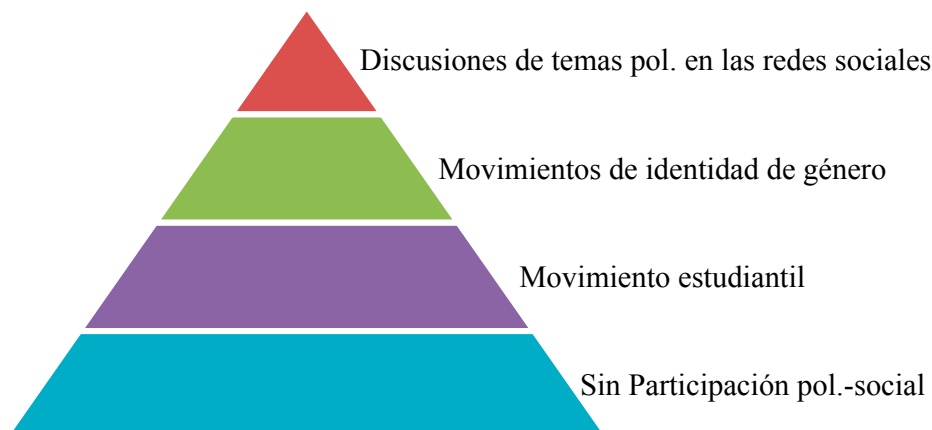 Discusiones de temas pol. en las redes sociales
Movimientos de identidad de género
Movimiento estudiantil
Sin Participación pol.-social